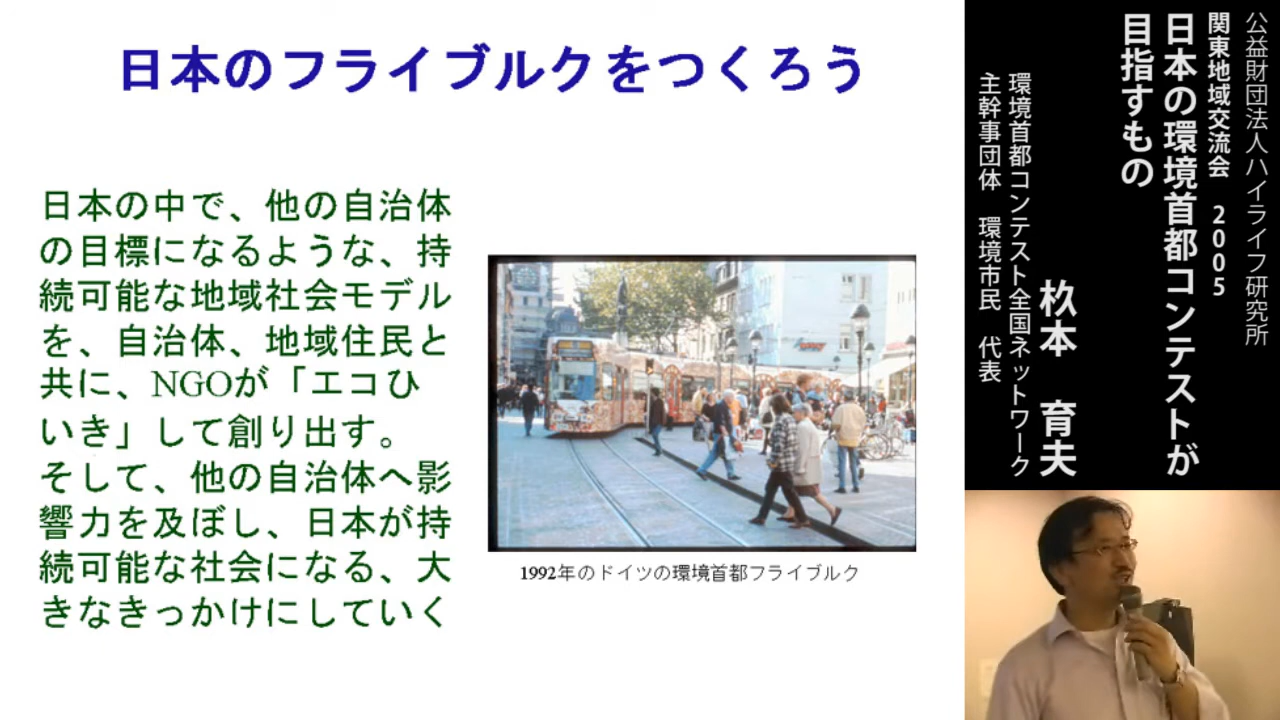 日本のフライブルクをつくろう
日本の中で、他の自治体
の目標になるような、持
続可能な地域社会モデル
を、自治体、地域住民と
共に、NGOが「エコひ
いき」して創り出す。
そして、他の自治体へ影
響力を及ぼし、日本が持
続可能な社会になる、大
きなきっかけにしていく
1992年のドイツの環境首都フライブルク
公益財団法人ハイライフ研究所
関東地域交流会 2005
日本の環境首都コンテストが
目指すもの
杦本 育夫
環境首都コンテスト全国ネットワーク
主幹事団体 環境市民 代表